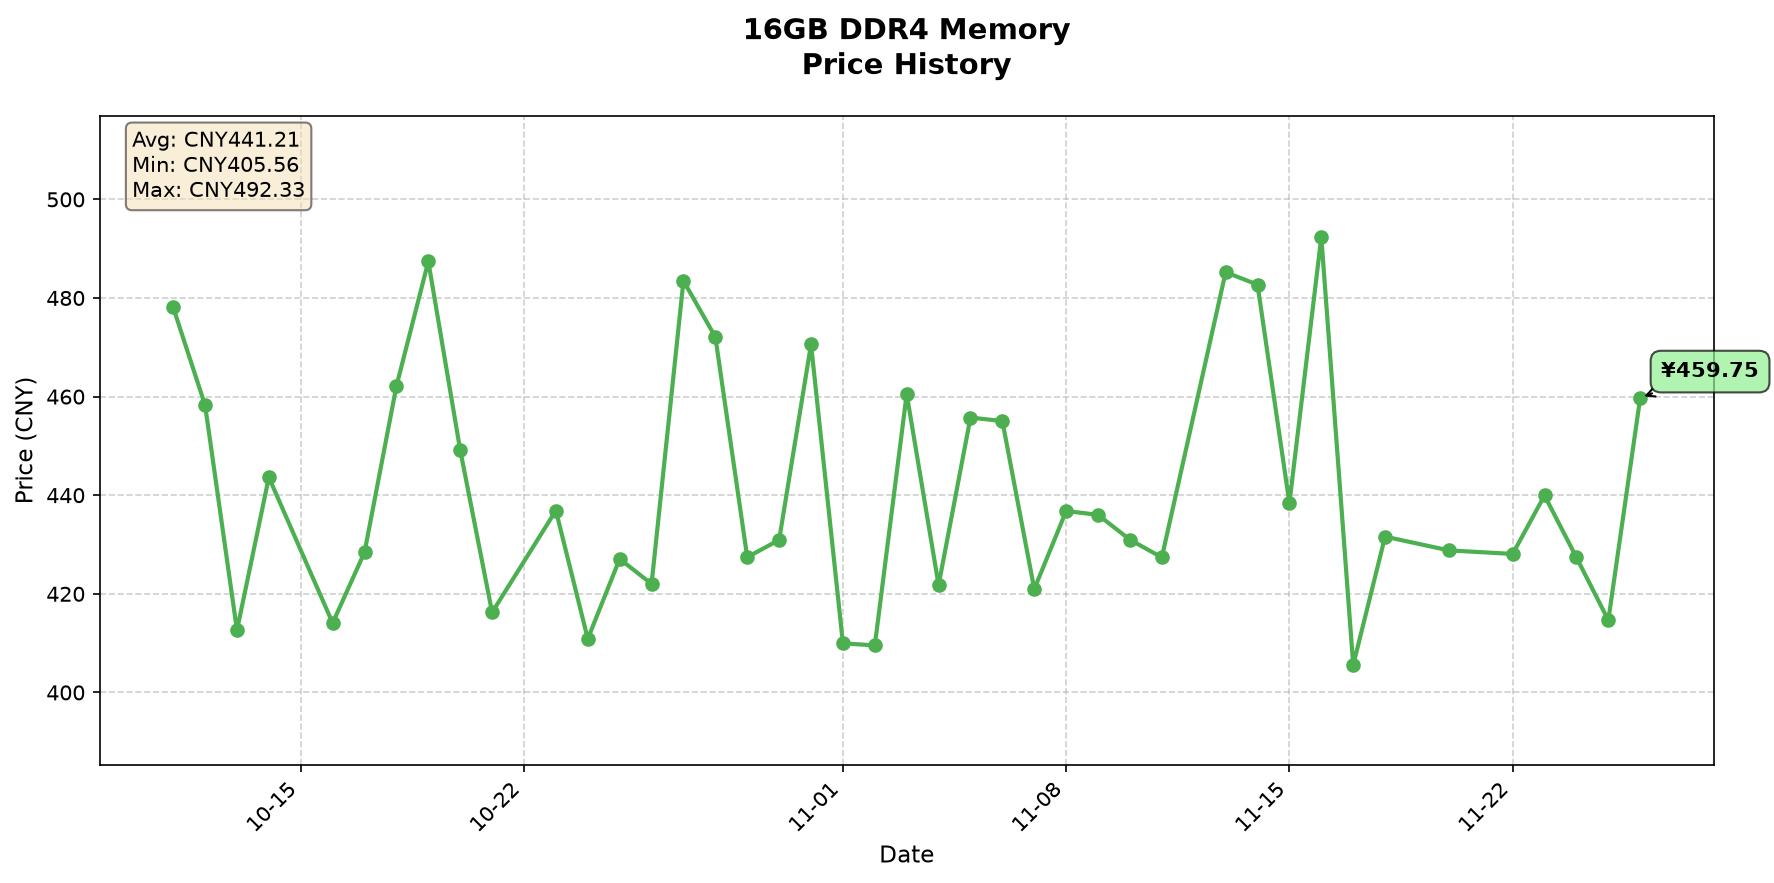 16GB DDR4 Memory
Price History
Avg: CNY441.21
Min: CNY405.56
Max: CNY492.33
500
480
460
440
420
400
Price (CNY)
¥459.75
10-15
10-22
11-01
11-08
11-15
11-22
Date